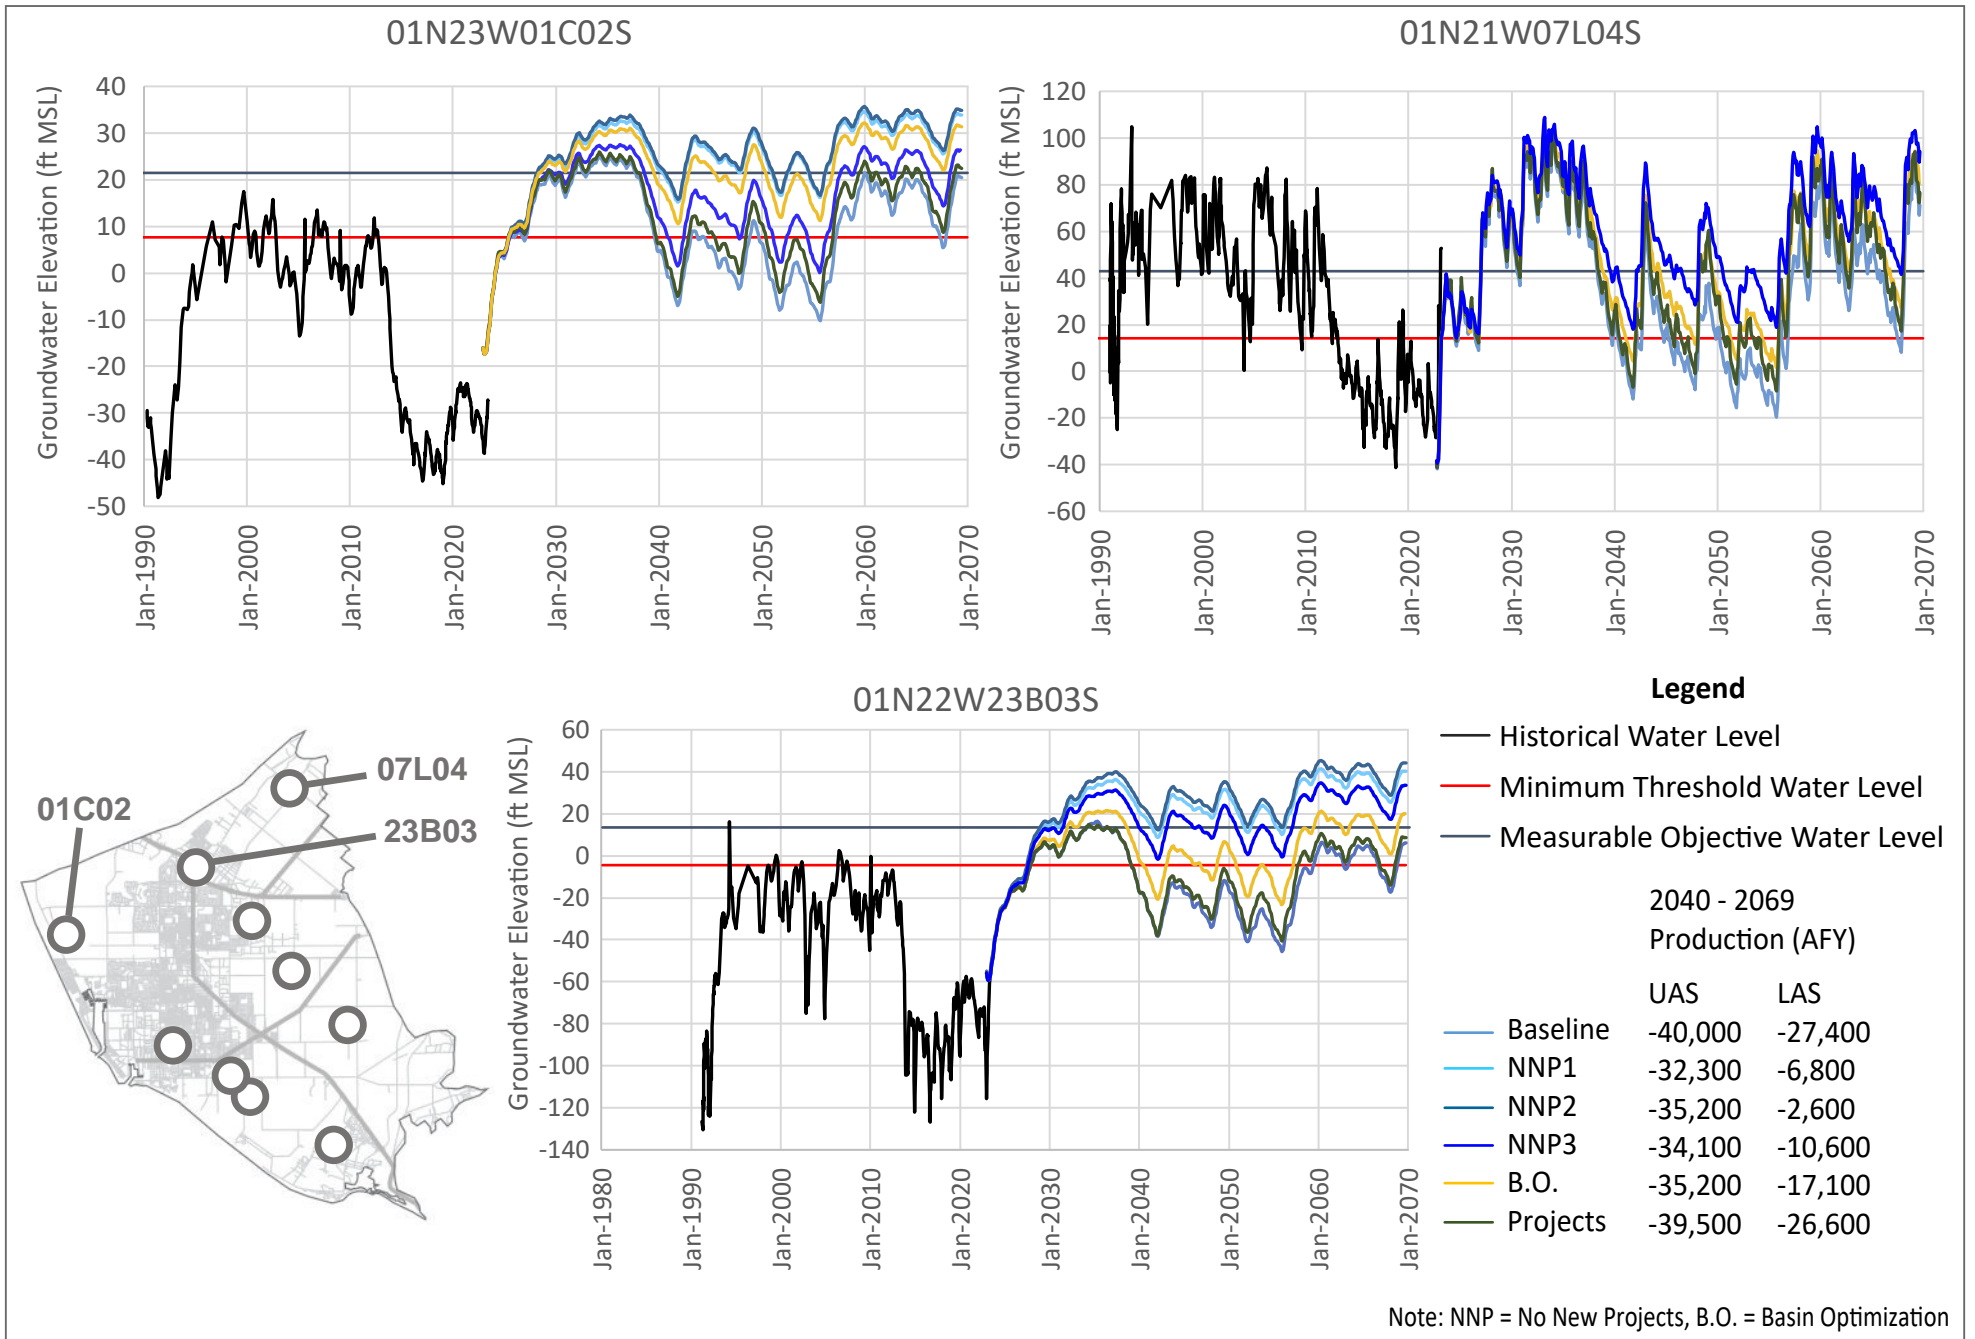 01N23W01C02S
Groundwater Elevation (ft MSL)
40
30
20
10
0
-10
-20
-30
-40
-50
Jan-1990
Jan-2000
Jan-2010
Jan-2020
Jan-2030
Jan-2040
Jan-2050
Jan-2060
Jan-2070
01N21W07L04S
Groundwater Elevation (ft MSL)
120
100
80
60
40
20
0
-20
-40
-60
Jan-1990
Jan-2000
Jan-2010
Jan-2020
Jan-2030
Jan-2040
Jan-2050
Jan-2060
Jan-2070
07L04
01C02
23B03
01N22W23B03S
Groundwater Elevation (ft MSL)
60
40
20
0
-20
-40
-60
-80
-100
-120
-140
Jan-1980
Jan-1990
Jan-2000
Jan-2010
Jan-2020
Jan-2030
Jan-2040
Jan-2050
Jan-2060
Jan-2070
Legend
Historical Water Level
Minimum Threshold Water Level
Measurable Objective Water Level
2040 - 2069
Production (AFY)
UAS LAS
Baseline -40,000 -27,400
NNP1 -32,300 -6,800
NNP2 -35,200 -2,600
NNP3 -34,100 -10,600
B.O. -35,200 -17,100
Projects -39,500 -26,600
Note: NNP = No New Projects, B.O. = Basin Optimization